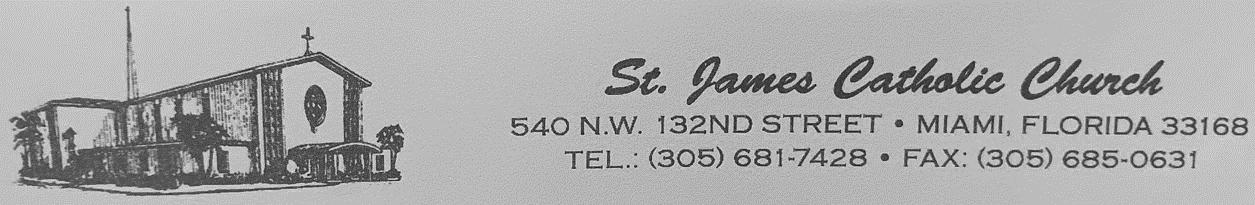 St. James Catholic Church
540 N.W. 132ND STREET • MIAMI, FLORIDA 33168
TEL.: (305) 681-7428 • FAX: (305) 685-0631